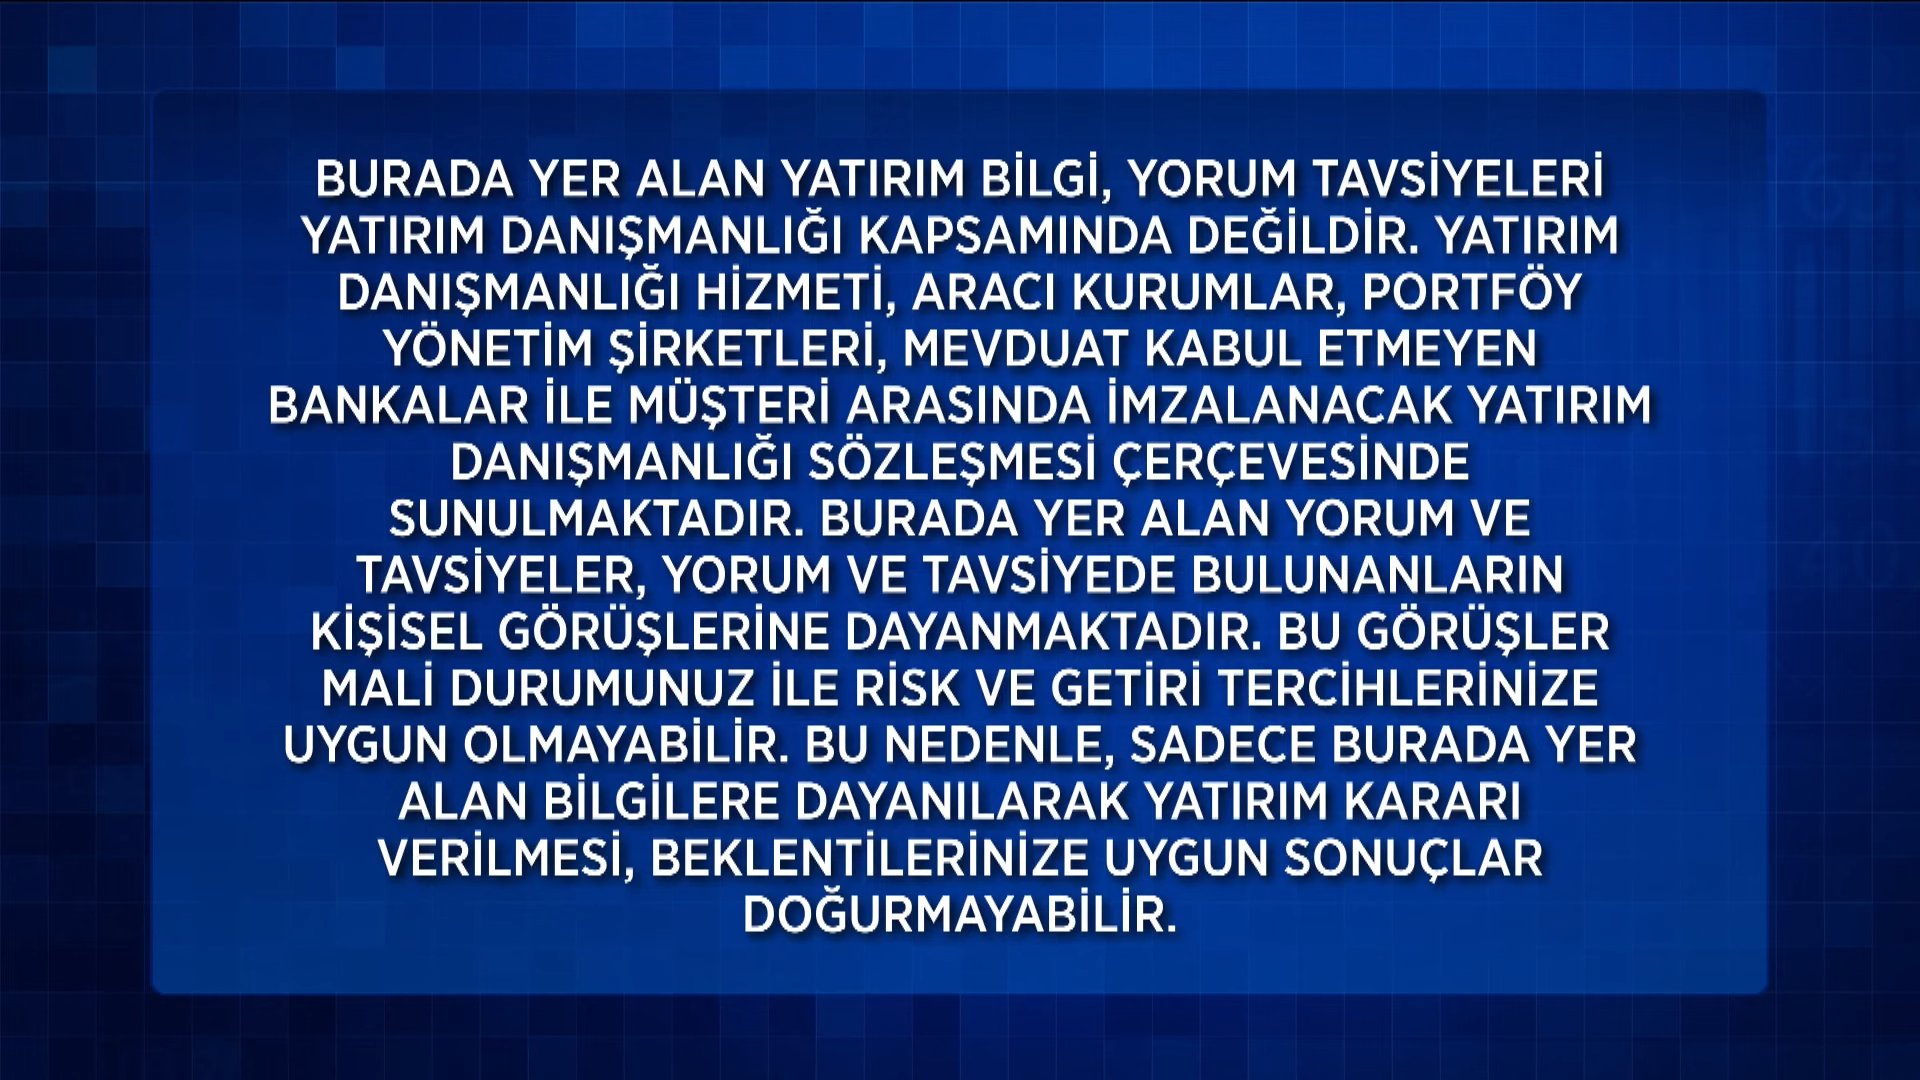 BURADA YER ALAN YATIRIM BİLGİ, YORUM TAVSİYELERİ
YATIRIM DANIŞMANLIĞI KAPSAMINDA DEĞİLDİR. YATIRIM
DANIŞMANLIĞI HİZMETİ, ARACI KURUMLAR, PORTFÖY
YÖNETİM ŞİRKETLERİ, MEVDUAT KABUL ETMEYEN
BANKALAR İLE MÜŞTERİ ARASINDA İMZALANACAK YATIRIM
DANIŞMANLIĞI SÖZLEŞMESİ ÇERÇEVESİNDE
SUNULMAKTADIR. BURADA YER ALAN YORUM VE
TAVSİYELER, YORUM VE TAVSİYEDE BULUNANLARIN
KİŞİSEL GÖRÜŞLERİNE DAYANMAKTADIR. BU GÖRÜŞLER
MALİ DURUMUNUZ İLE RİSK VE GETİRİ TERCİHLERİNİZE
UYGUN OLMAYABİLİR. BU NEDENLE, SADECE BURADA YER
ALAN BİLGİLERE DAYANILARAK YATIRIM KARARI
VERİLMESİ, BEKLENTİLERİNİZE UYGUN SONUÇLAR
DOĞURMAYABİLİR.